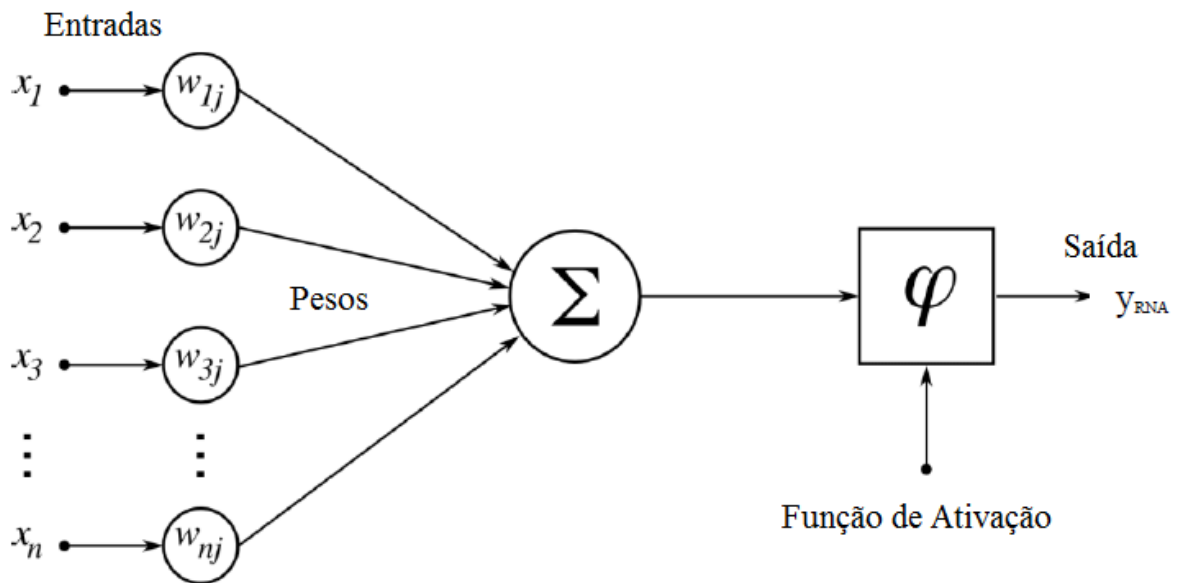 Entradas
x1 w1j
x2 w2j
Pesos
x3 w3j
⋮ ⋮
xn wnj
Σ
φ
Saída
yRNA
Função de Ativação